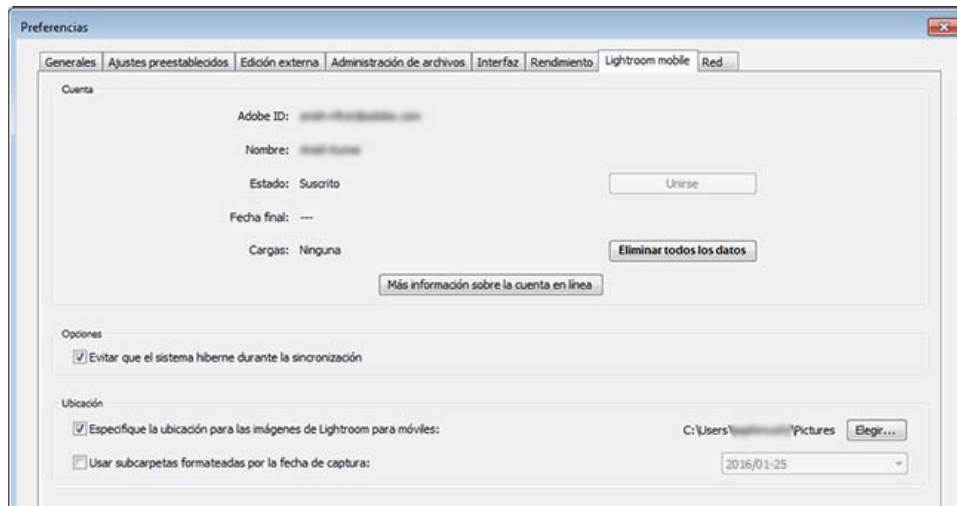 Preferencias
Generales Ajustes preestablecidos Edición externa Administración de archivos Interfaz Rendimiento Lightroom mobile Red
Cuenta
Adobe ID:
Nombre:
Estado: Suscrito Unirse
Fecha final: ---
Cargas: Ninguna Eliminar todos los datos
Más información sobre la cuenta en línea
Opciones
Evitar que el sistema hiberne durante la sincronización
Ubicación
Especifique la ubicación para las imágenes de Lightroom para móviles: C:\Users\ \Pictures Elegir...
Usar subcarpetas formateadas por la fecha de captura: 2016/01-25